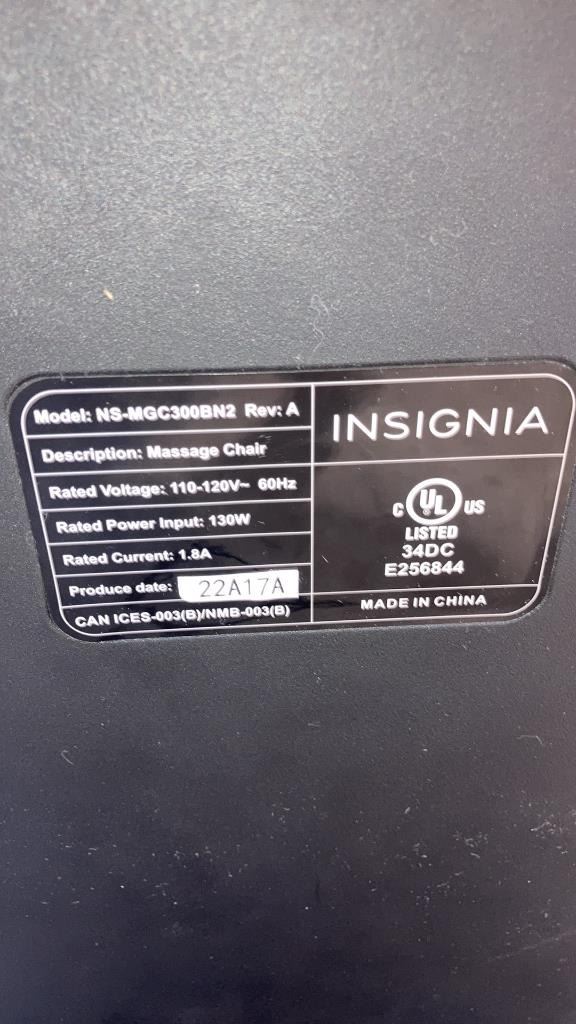 Model: NS-MGC300BN2 Rev: A
Description: Massage Chair
Rated Voltage: 110-120V~ 60Hz
Rated Power Input: 130W
Rated Current: 1.8A
Produce date: 22A17A
CAN ICES-003(B)/NMB-003(B)
INSIGNIA
C UL US
LISTED
34DC
E256844
MADE IN CHINA